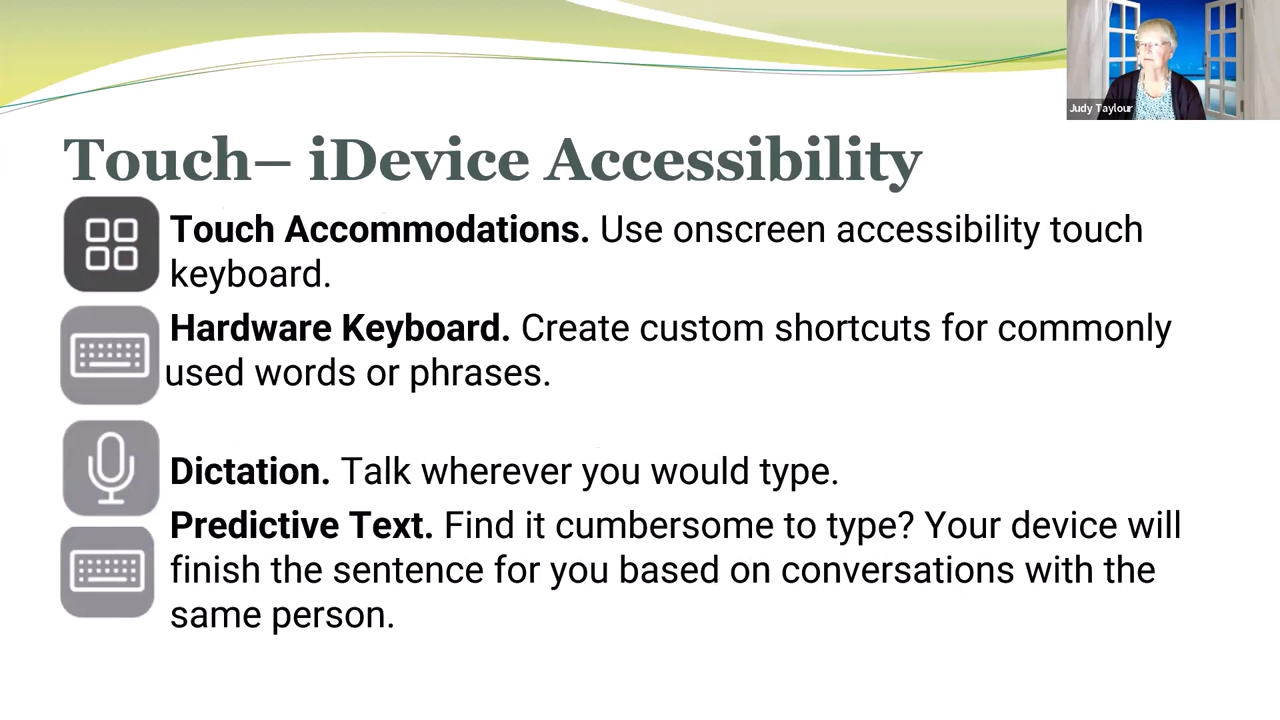 Judy Taylour
Touch– iDevice Accessibility
Touch Accommodations. Use onscreen accessibility touch
keyboard.
Hardware Keyboard. Create custom shortcuts for commonly
used words or phrases.
Dictation. Talk wherever you would type.
Predictive Text. Find it cumbersome to type? Your device will
finish the sentence for you based on conversations with the
same person.